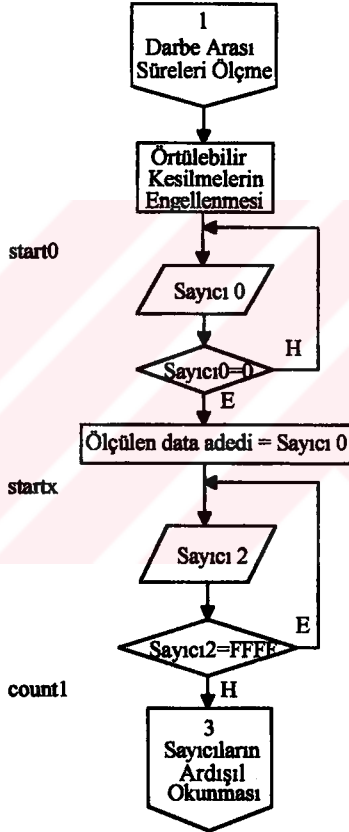 1
Darbe Arası
Süreleri Ölçme
Örtülebilir
Kesilmelerin
Engellenmesi
start0
Sayıcı 0
Sayıcı0=0
H
E
Ölçülen data adedi = Sayıcı 0
startx
Sayıcı 2
Sayıcı2=FFFF
E
count1
H
3
Sayıcıların
Ardışıl
Okunması